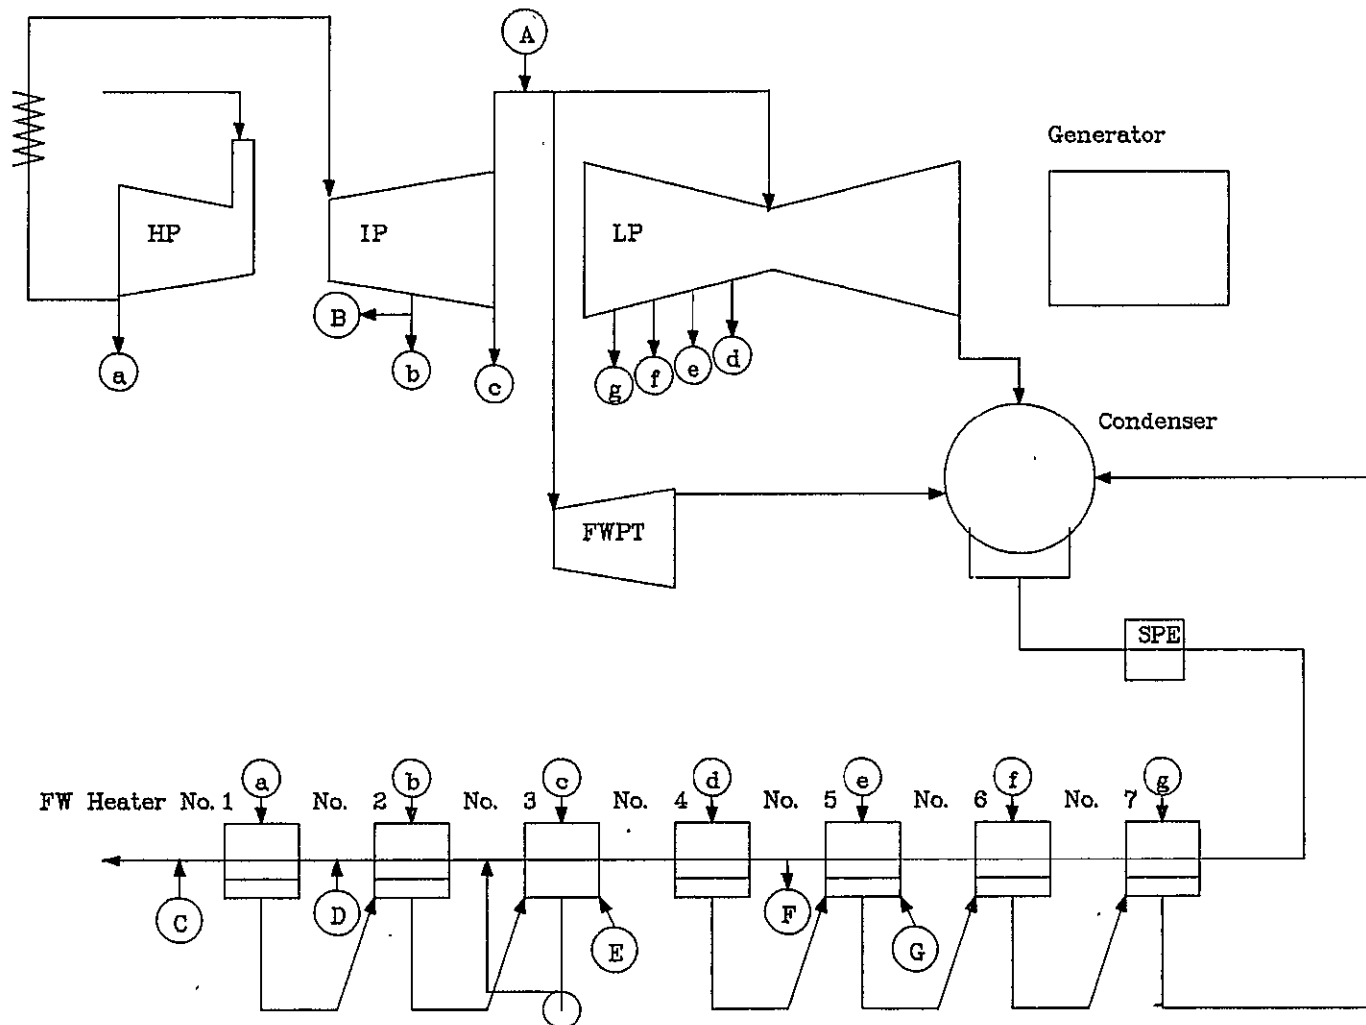 A
Generator
HP
IP
LP
B
a
b
c
g
f
e
d
Condenser
FWPT
SPE
a
b
c
d
e
f
g
FW Heater No. 1 No. 2 No. 3 No. 4 No. 5 No. 6 No. 7
C
D
E
F
G